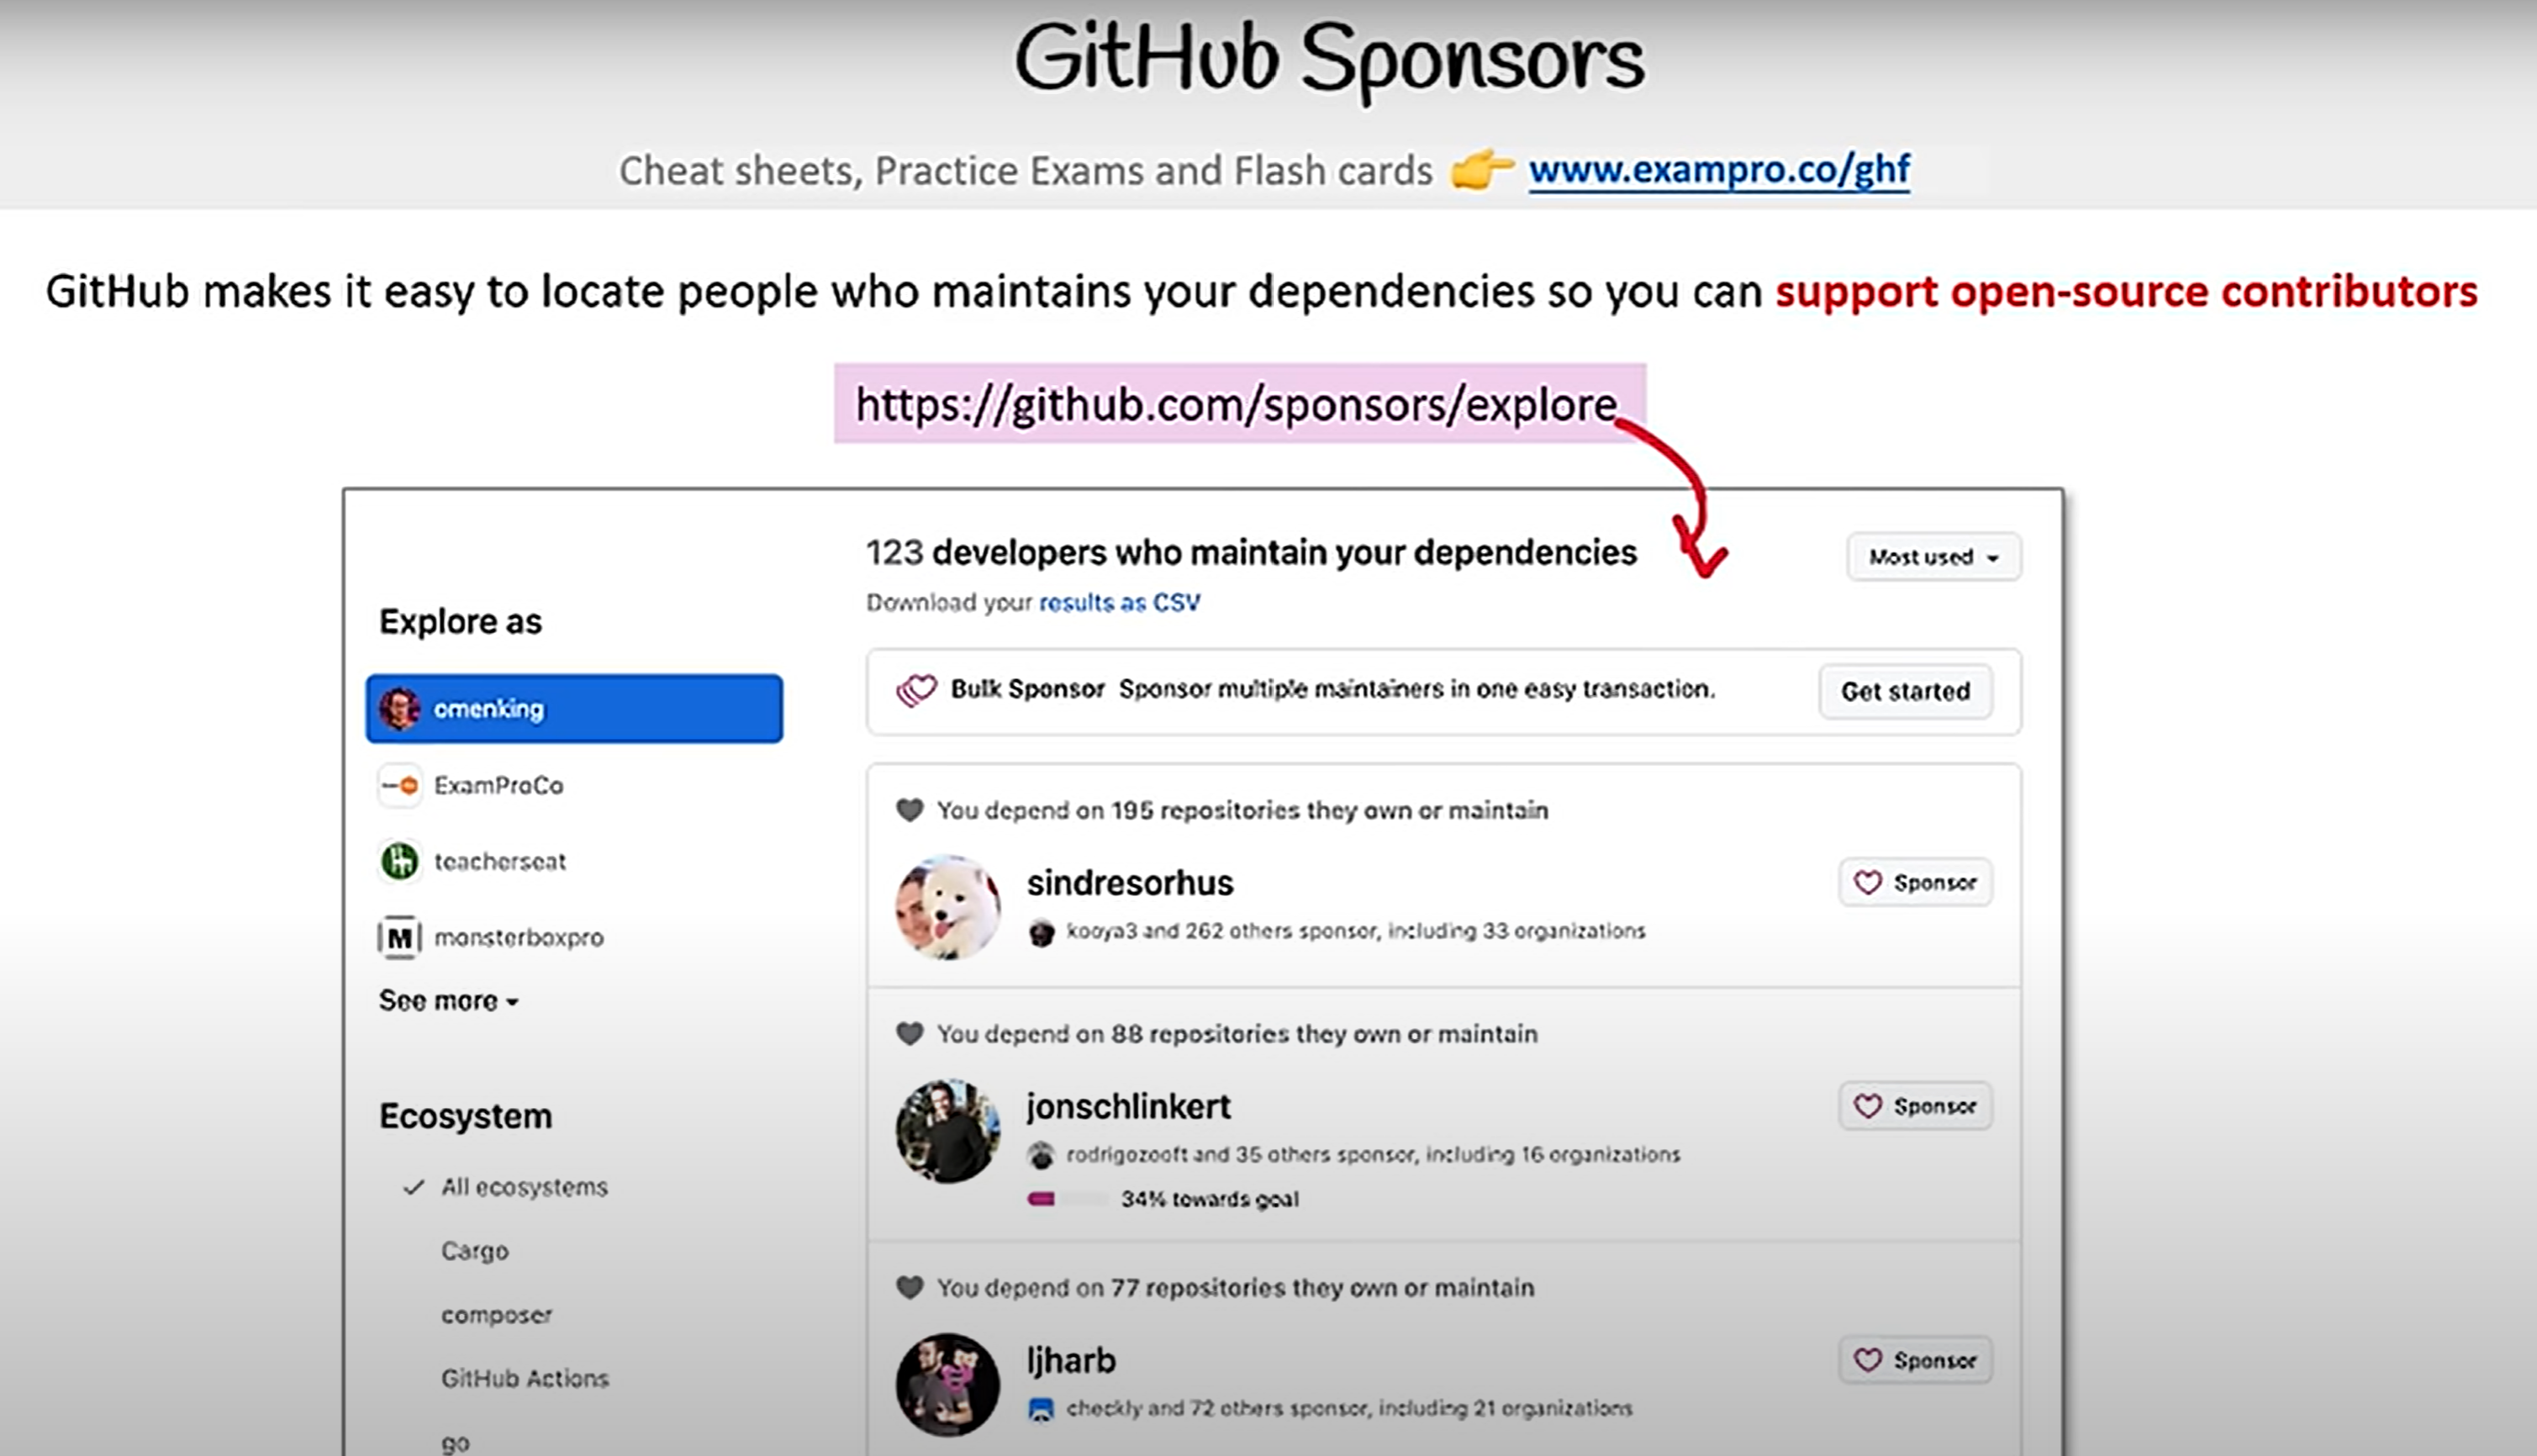 GitHub Sponsors
Cheat sheets, Practice Exams and Flash cards 👉 www.exampro.co/ghf
GitHub makes it easy to locate people who maintains your dependencies so you can support open-source contributors
https://github.com/sponsors/explore
Explore as
omenking
ExamProCo
teacherseat
M monsterboxpro
See more
Ecosystem
All ecosystems
Cargo
composer
GitHub Actions
go
123 developers who maintain your dependencies
Most used
Download your results as CSV
Bulk Sponsor Sponsor multiple maintainers in one easy transaction.
Get started
You depend on 195 repositories they own or maintain
sindresorhus
Sponsor
kooya3 and 262 others sponsor, including 33 organizations
You depend on 88 repositories they own or maintain
jonschlinkert
Sponsor
rodrigozooft and 35 others sponsor, including 16 organizations
34% towards goal
You depend on 77 repositories they own or maintain
ljharb
Sponsor
checkly and 72 others sponsor, including 21 organizations